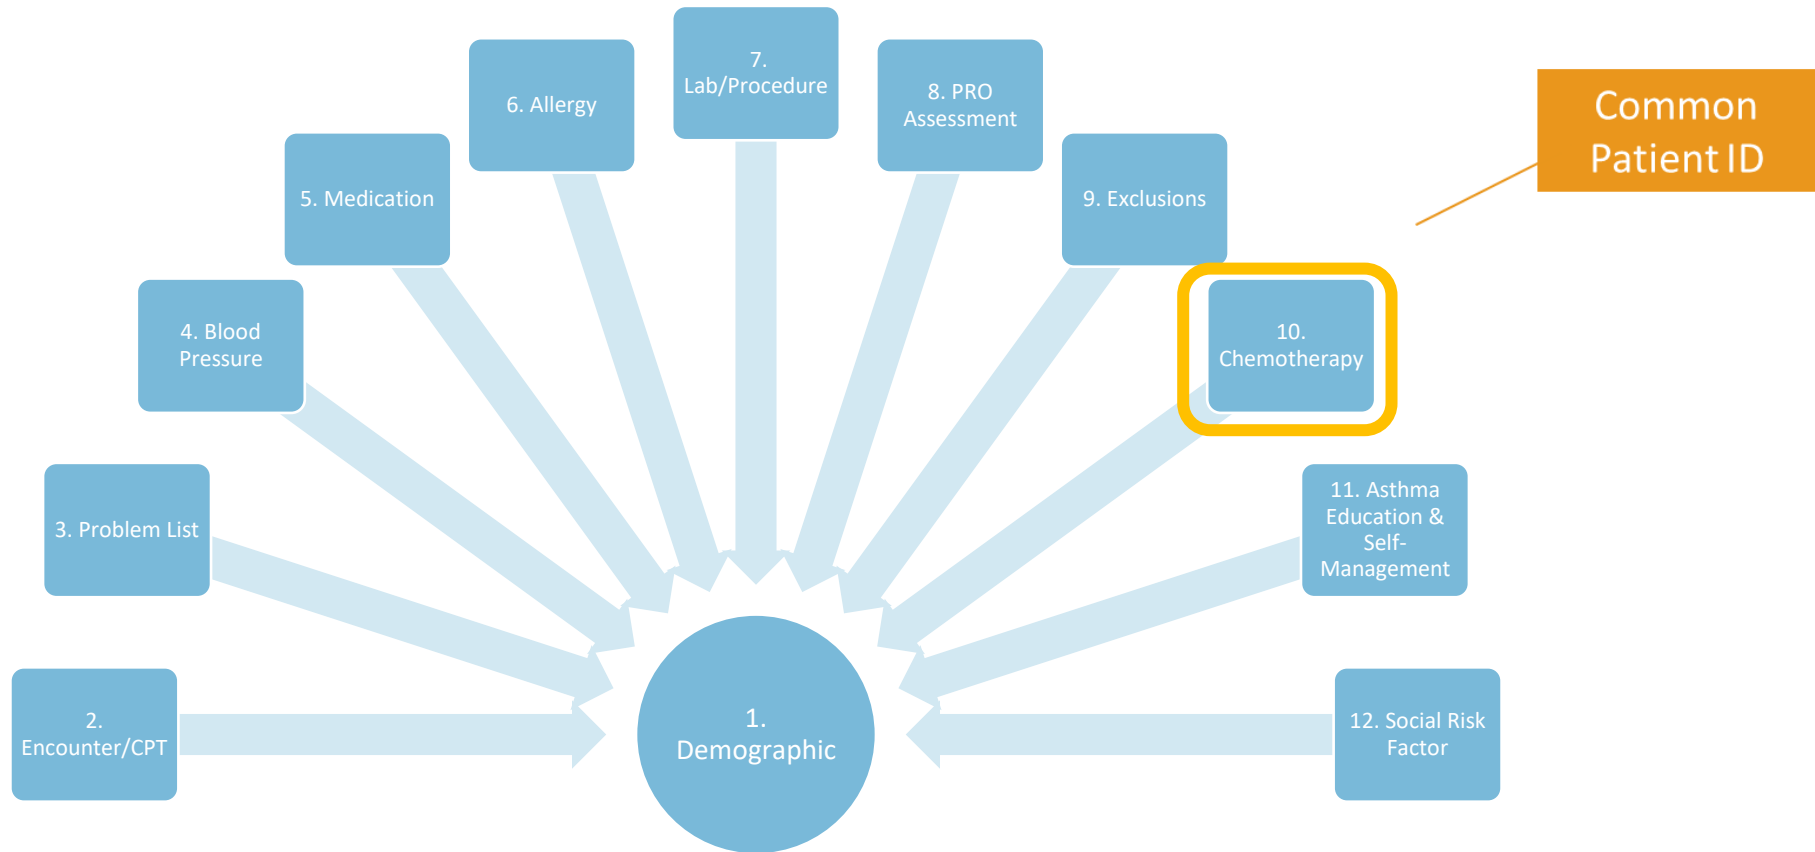 1.
Demographic
2.
Encounter/CPT
3. Problem List
4. Blood
Pressure
5. Medication
6. Allergy
7.
Lab/Procedure
8. PRO
Assessment
9. Exclusions
10.
Chemotherapy
11. Asthma
Education &
Self-
Management
12. Social Risk
Factor
Common
Patient ID